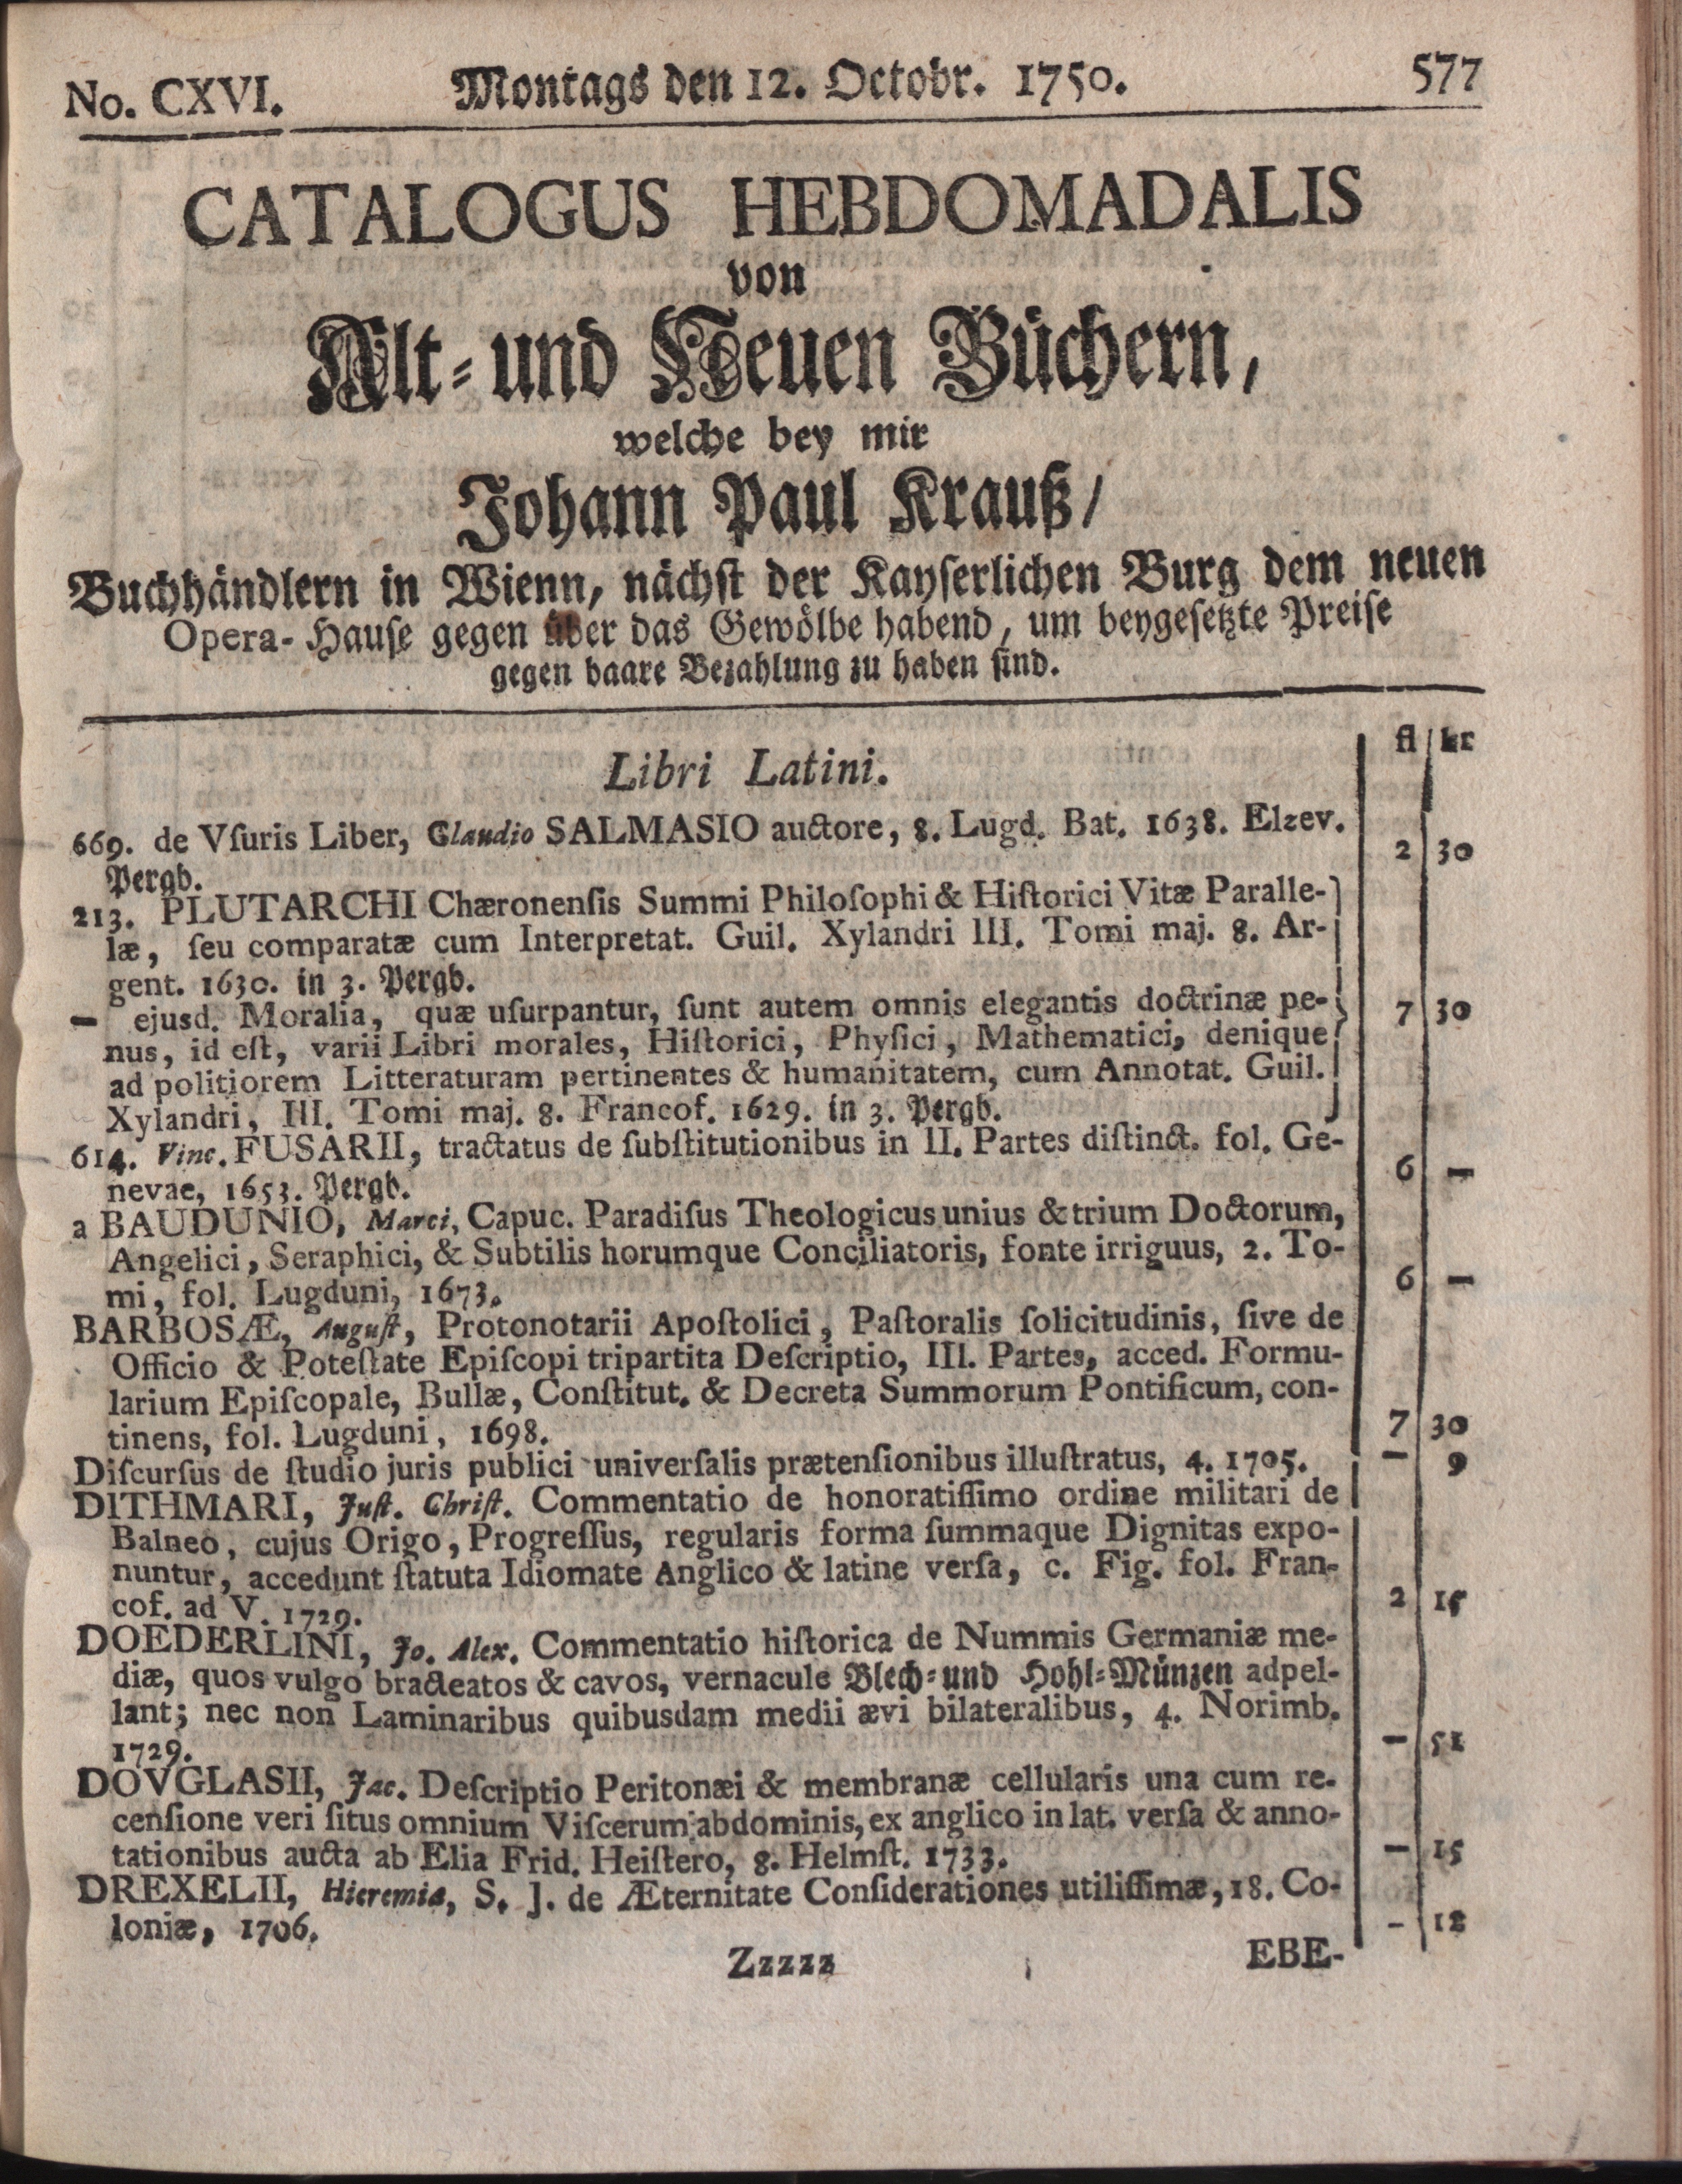 No. CXVI. Montags den 12. Octobr. 1750. 577
CATALOGUS HEBDOMADALIS
von
Alt- und Neuen Büchern,
welche bey mir
Johann Paul Krauß/
Buchhändlern in Wienn, nächst der Kayserlichen Burg dem neuen
Opera-Hause gegen über das Gewölbe habend, um beygesetzte Preise
gegen baare Bezahlung zu haben sind.
fl kr
Libri Latini.
669. de Vſuris Liber, Glaudio SALMASIO auctore, 8. Lugd. Bat. 1638. Elzev.
Pergb. 2 30
213. PLUTARCHI Chæronenſis Summi Philoſophi & Hiſtorici Vitæ Paralle-
læ, ſeu comparatæ cum Interpretat. Guil. Xylandri III. Tomi maj. 8. Ar-
gent. 1630. in 3. Pergb.
— ejusd. Moralia, quæ uſurpantur, ſunt autem omnis elegantis doctrinæ pe- 7 30
nus, id eſt, varii Libri morales, Hiſtorici, Phyſici, Mathematici, denique
ad politiorem Litteraturam pertinentes & humanitatem, cum Annotat. Guil.
Xylandri, III. Tomi maj. 8. Francof. 1629. in 3. Pergb.
614. Vinc. FUSARII, tractatus de ſubſtitutionibus in II. Partes diſtinct. fol. Ge-
nevae, 1653. Pergb. 6 —
a BAUDUNIO, Marci, Capuc. Paradiſus Theologicus unius & trium Doctorum,
Angelici, Seraphici, & Subtilis horumque Conciliatoris, fonte irriguus, 2. To-
mi, fol. Lugduni, 1673. 6 —
BARBOSÆ, Auguſt, Protonotarii Apoſtolici, Paſtoralis ſolicitudinis, ſive de
Officio & Poteſtate Epiſcopi tripartita Deſcriptio, III. Partes, acced. Formu-
larium Epiſcopale, Bullæ, Conſtitut. & Decreta Summorum Pontificum, con-
tinens, fol. Lugduni, 1698. 7 30
Diſcurſus de ſtudio juris publici univerſalis prætenſionibus illuſtratus, 4. 1705. — 9
DITHMARI, Juſt. Chriſt. Commentatio de honoratiſſimo ordine militari de
Balneo, cujus Origo, Progreſſus, regularis forma ſummaque Dignitas expo-
nuntur, accedunt ſtatuta Idiomate Anglico & latine verſa, c. Fig. fol. Fran-
cof. ad V. 1729. 2 15
DOEDERLINI, Jo. Alex. Commentatio hiſtorica de Nummis Germaniæ me-
diæ, quos vulgo bracteatos & cavos, vernacule Blech- und Hohl-Münzen adpel-
lant; nec non Laminaribus quibusdam medii ævi bilateralibus, 4. Norimb.
1729. — 51
DOVGLASII, Jac. Deſcriptio Peritonæi & membranæ cellularis una cum re-
cenſione veri ſitus omnium Viſcerum abdominis, ex anglico in lat. verſa & anno-
tationibus aucta ab Elia Frid. Heiſtero, 8. Helmſt. 1733. — 15
DREXELII, Hieremia, S. J. de Æternitate Conſiderationes utiliſſimæ, 18. Co-
loniæ, 1706. - 12
Zzzzz EBE-